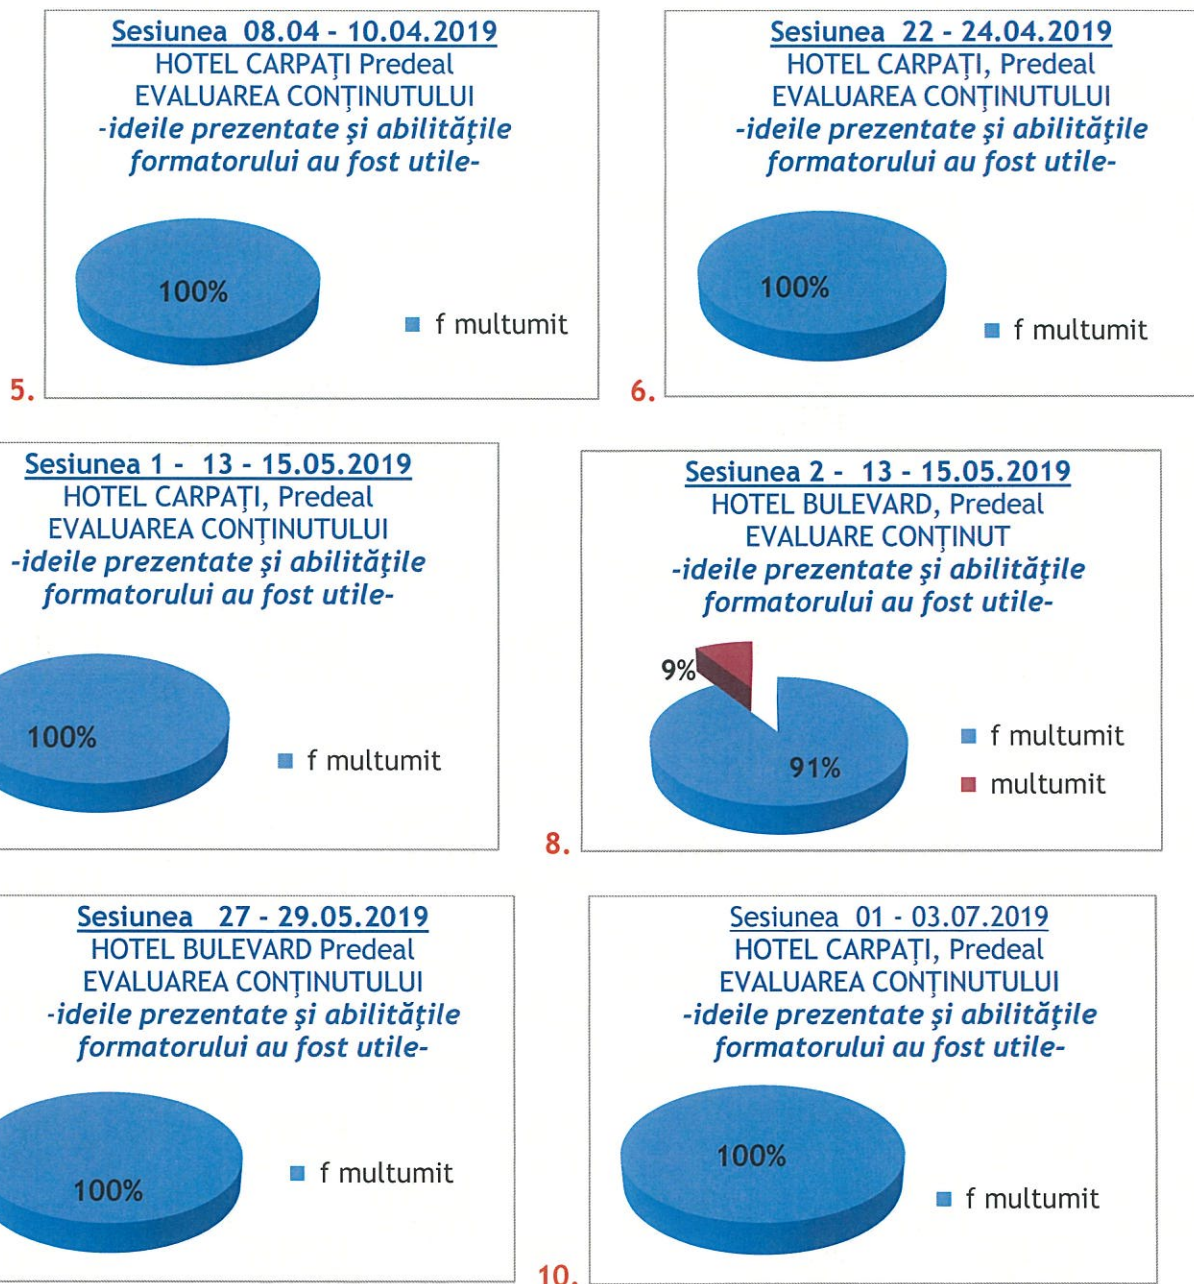 Sesiunea 08.04 - 10.04.2019
HOTEL CARPAŢI Predeal
EVALUAREA CONŢINUTULUI
-ideile prezentate şi abilităţile
formatorului au fost utile-
100%
f multumit
5.
Sesiunea 22 - 24.04.2019
HOTEL CARPAŢI, Predeal
EVALUAREA CONŢINUTULUI
-ideile prezentate şi abilităţile
formatorului au fost utile-
100%
f multumit
6.
Sesiunea 1 - 13 - 15.05.2019
HOTEL CARPAŢI, Predeal
EVALUAREA CONŢINUTULUI
-ideile prezentate şi abilităţile
formatorului au fost utile-
100%
f multumit
Sesiunea 2 - 13 - 15.05.2019
HOTEL BULEVARD, Predeal
EVALUARE CONŢINUT
-ideile prezentate şi abilităţile
formatorului au fost utile-
9%
91%
f multumit
multumit
8.
Sesiunea 27 - 29.05.2019
HOTEL BULEVARD Predeal
EVALUAREA CONŢINUTULUI
-ideile prezentate şi abilităţile
formatorului au fost utile-
100%
f multumit
Sesiunea 01 - 03.07.2019
HOTEL CARPAŢI, Predeal
EVALUAREA CONŢINUTULUI
-ideile prezentate şi abilităţile
formatorului au fost utile-
100%
f multumit
10.